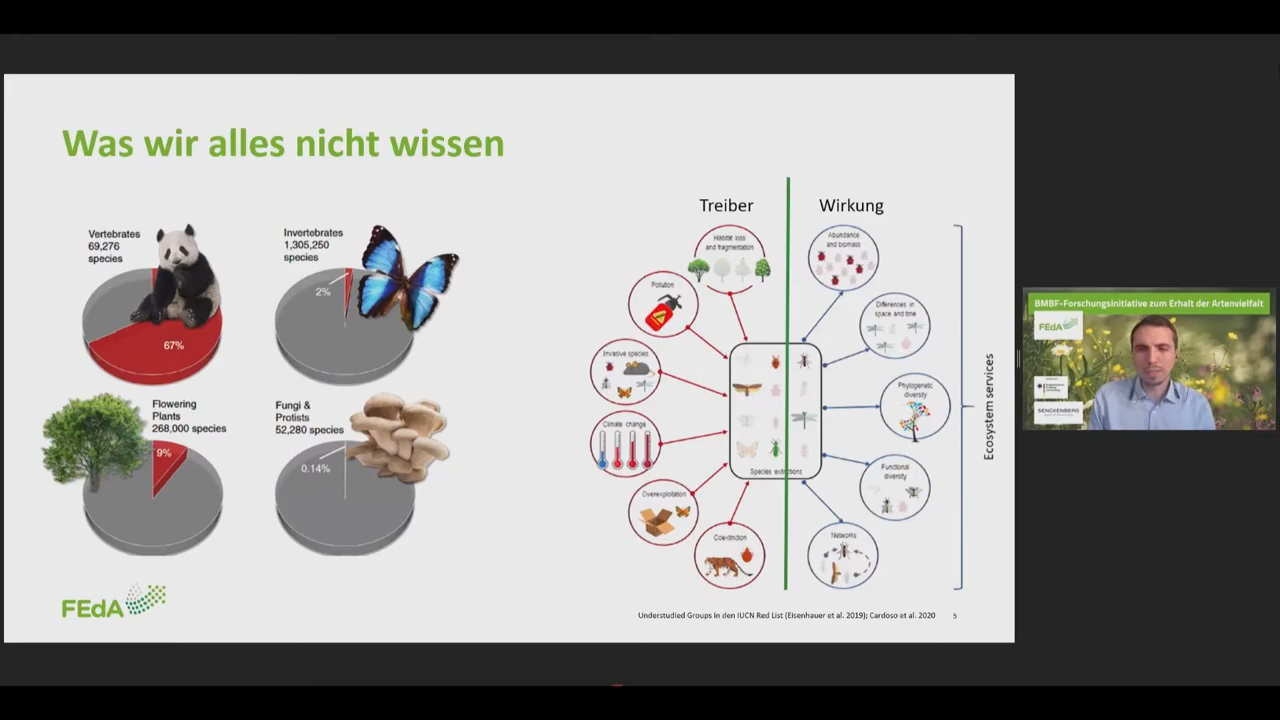 Was wir alles nicht wissen
Vertebrates
69,276
species
67%
Invertebrates
1,305,250
species
2%
Flowering
Plants
268,000 species
9%
Fungi &
Protists
52,280 species
0.14%
Treiber
Wirkung
Habitat loss
and fragmentation
Pollution
Invasive species
Climate change
Overexploitation
Coextinction
Species extinctions
Abundance
and biomass
Differences in
space and time
Phylogenetic
diversity
Functional
diversity
Networks
Ecosystem services
FEdA
Understudied Groups in den IUCN Red List (Eisenhauer et al. 2019); Cardoso et al. 2020
5
BMBF-Forschungsinitiative zum Erhalt der Artenvielfalt
FEdA
SENCKENBERG